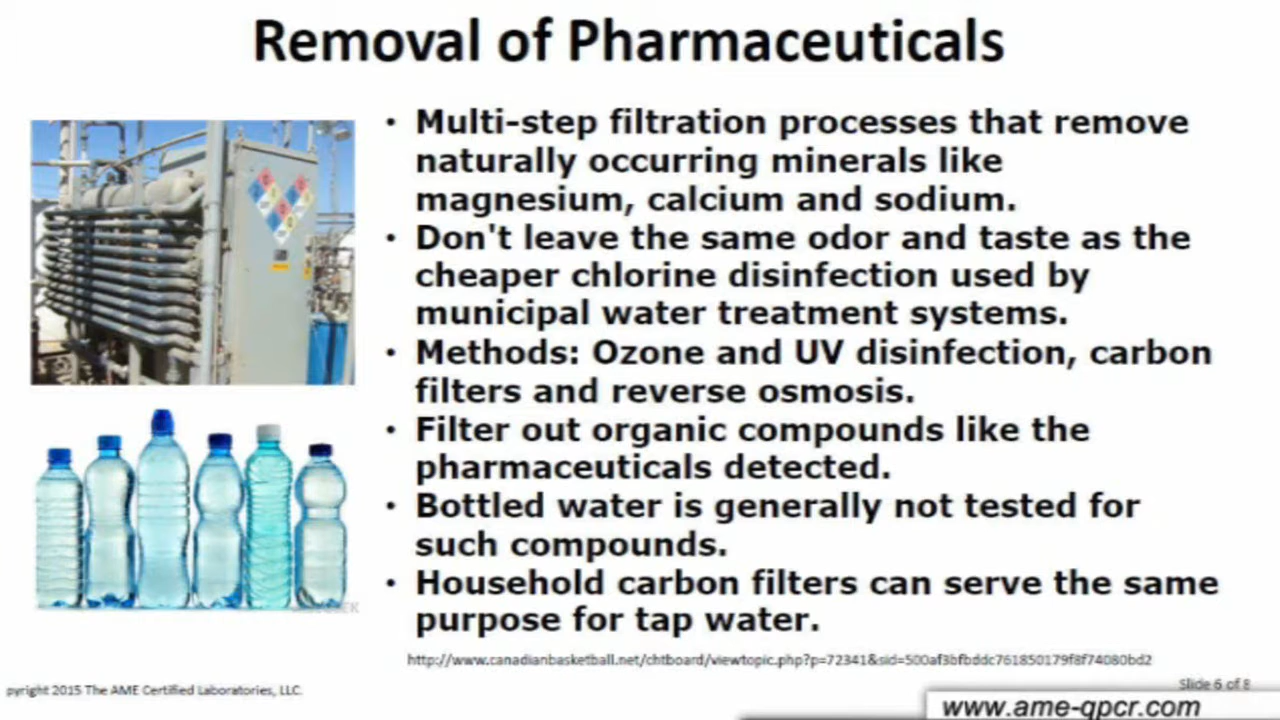 Removal of Pharmaceuticals
• Multi-step filtration processes that remove
naturally occurring minerals like
magnesium, calcium and sodium.
• Don't leave the same odor and taste as the
cheaper chlorine disinfection used by
municipal water treatment systems.
• Methods: Ozone and UV disinfection, carbon
filters and reverse osmosis.
• Filter out organic compounds like the
pharmaceuticals detected.
• Bottled water is generally not tested for
such compounds.
• Household carbon filters can serve the same
purpose for tap water.
http://www.canadianbasketball.net/chtboard/viewtopic.php?p=72341&sid=500af3bfbddc761850179f8f74080bd2
pyright 2015 The AME Certified Laboratories, LLC.
Slide 6 of 8
www.ame-qpcr.com